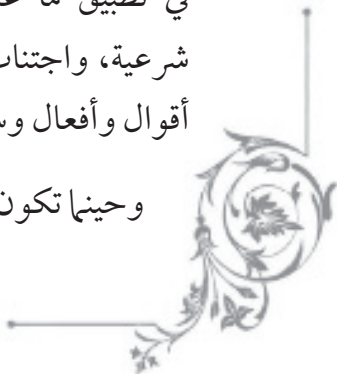 في تطبيق ما
شرعية، واجتناب
أقوال وأفعال
وحينما تكون